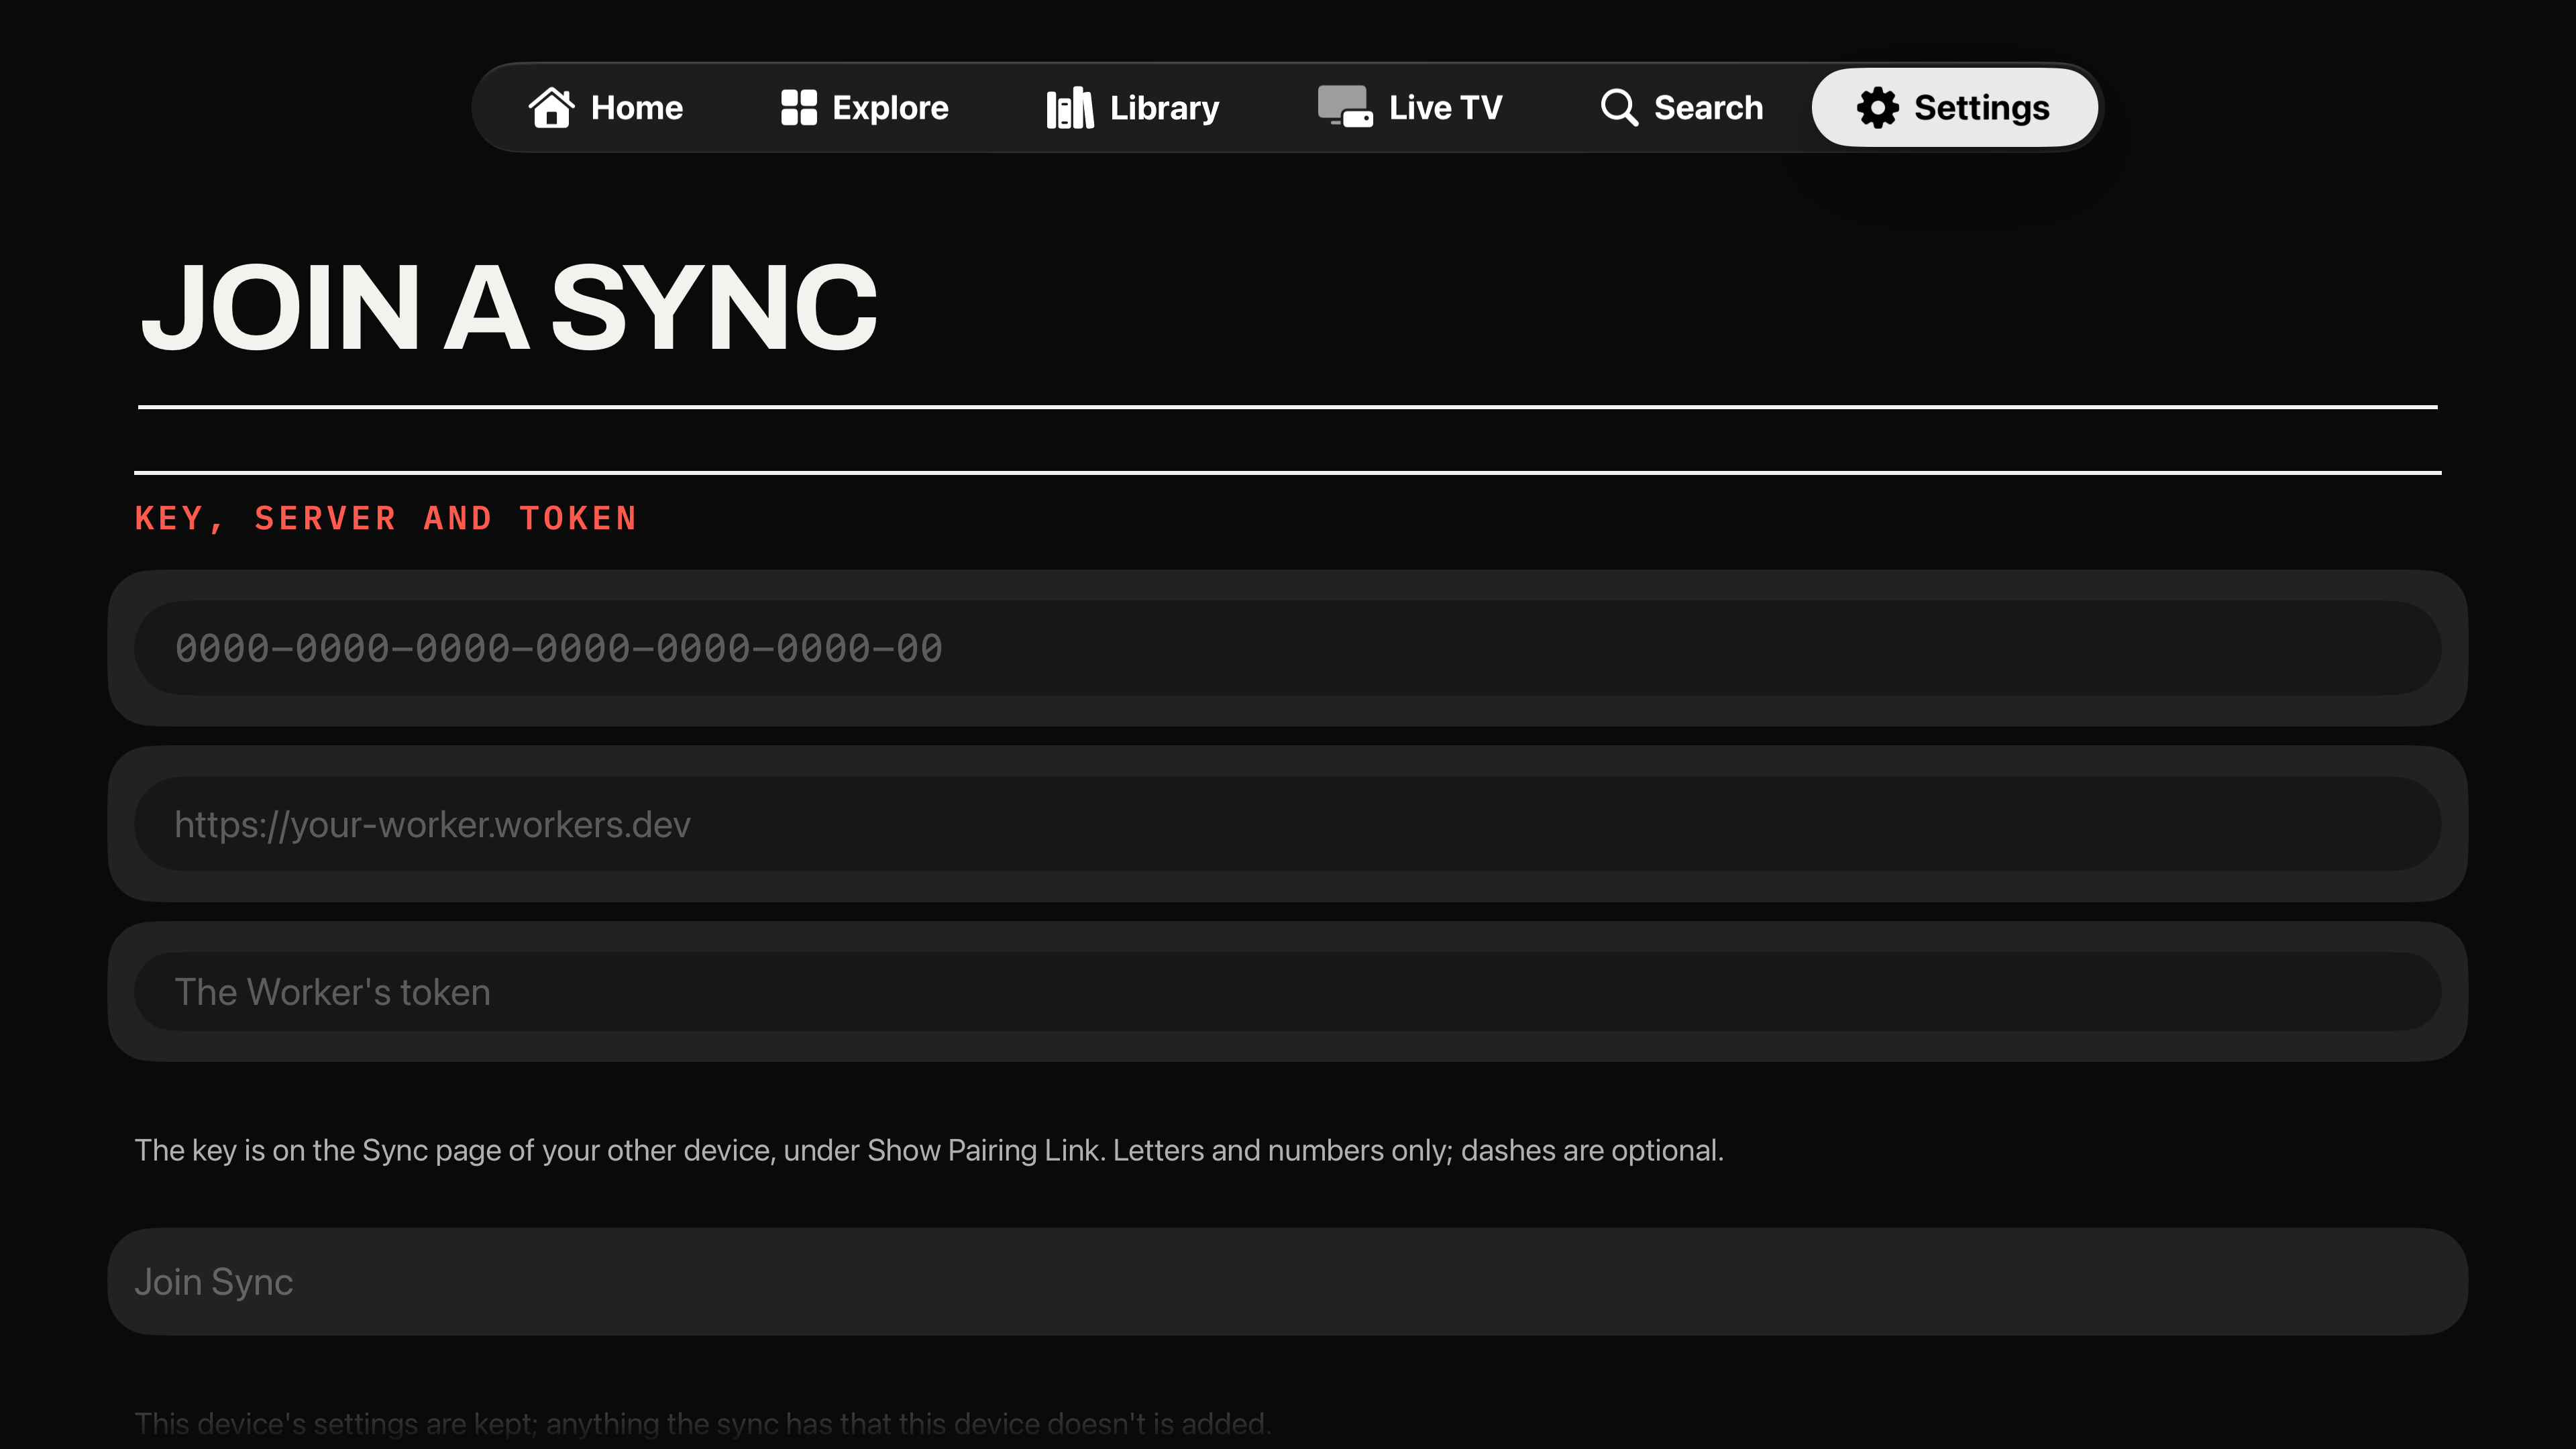 Home Explore Library Live TV Search Settings
JOIN A SYNC
KEY, SERVER AND TOKEN
0000-0000-0000-0000-0000-0000-00
https://your-worker.workers.dev
The Worker's token
The key is on the Sync page of your other device, under Show Pairing Link. Letters and numbers only; dashes are optional.
Join Sync
This device's settings are kept; anything the sync has that this device doesn't is added.